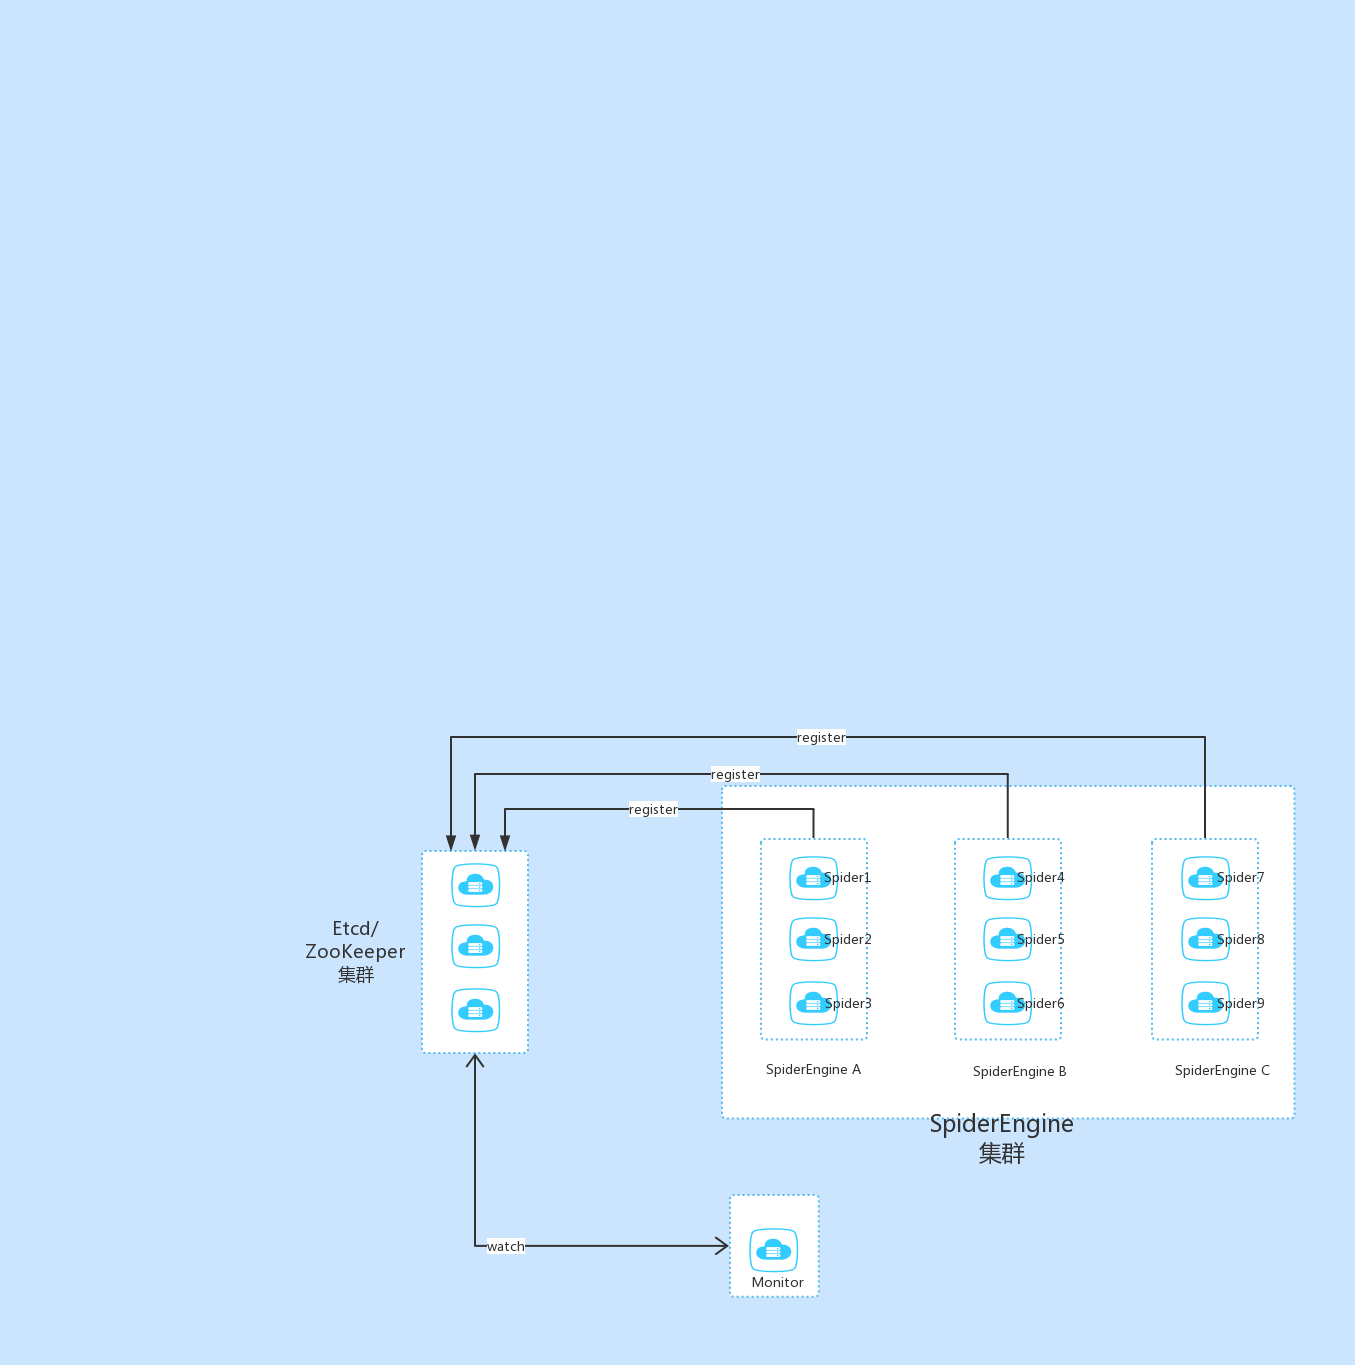 register
register
register
Etcd/
ZooKeeper
集群
Spider1
Spider4
Spider7
Spider2
Spider5
Spider8
Spider3
Spider6
Spider9
SpiderEngine A
SpiderEngine B
SpiderEngine C
SpiderEngine
集群
watch
Monitor